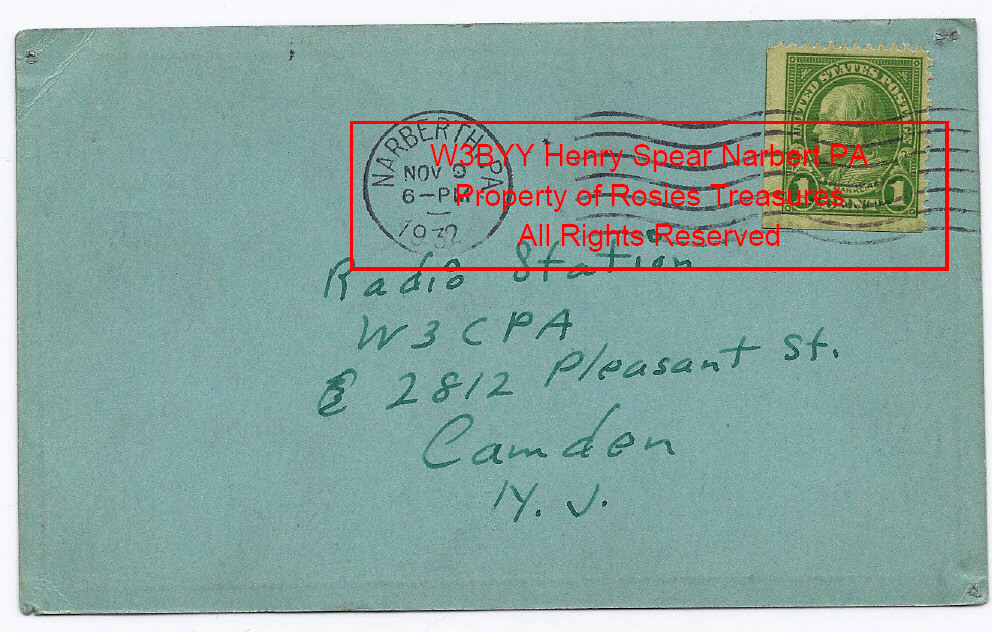 NARBERTH, PA
NOV 9
6-PM
1932
UNITED STATES POSTAGE
1 1
W3BYY Henry Spear Narbert PA
Property of Rosies Treasures.
All Rights Reserved
Radio Station
W3CPA
2812 Pleasant St.
Camden
N. J.